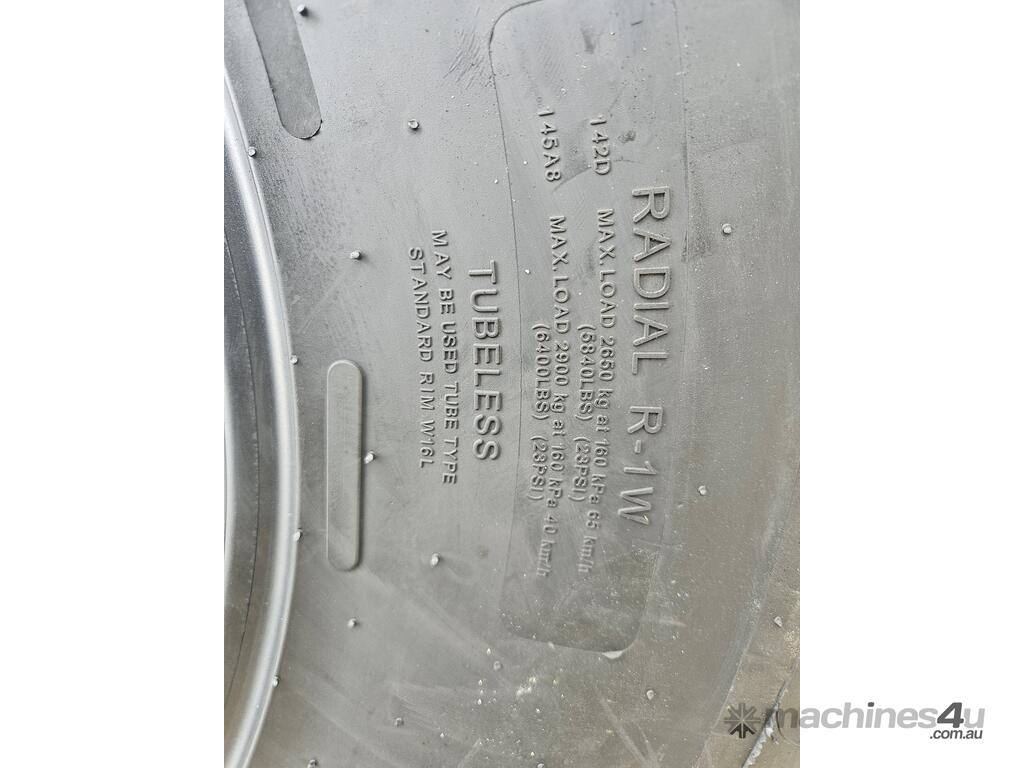 RADIAL R-1W
142D MAX. LOAD 2650 kg at 160 kPa 65 km/h
(5840LBS) (23PSI)
145A8 MAX. LOAD 2900 kg at 160 kPa 40 km/h
(6400LBS) (23PSI)
TUBELESS
MAY BE USED TUBE TYPE
STANDARD RIM W16L
machines4u
.com.au